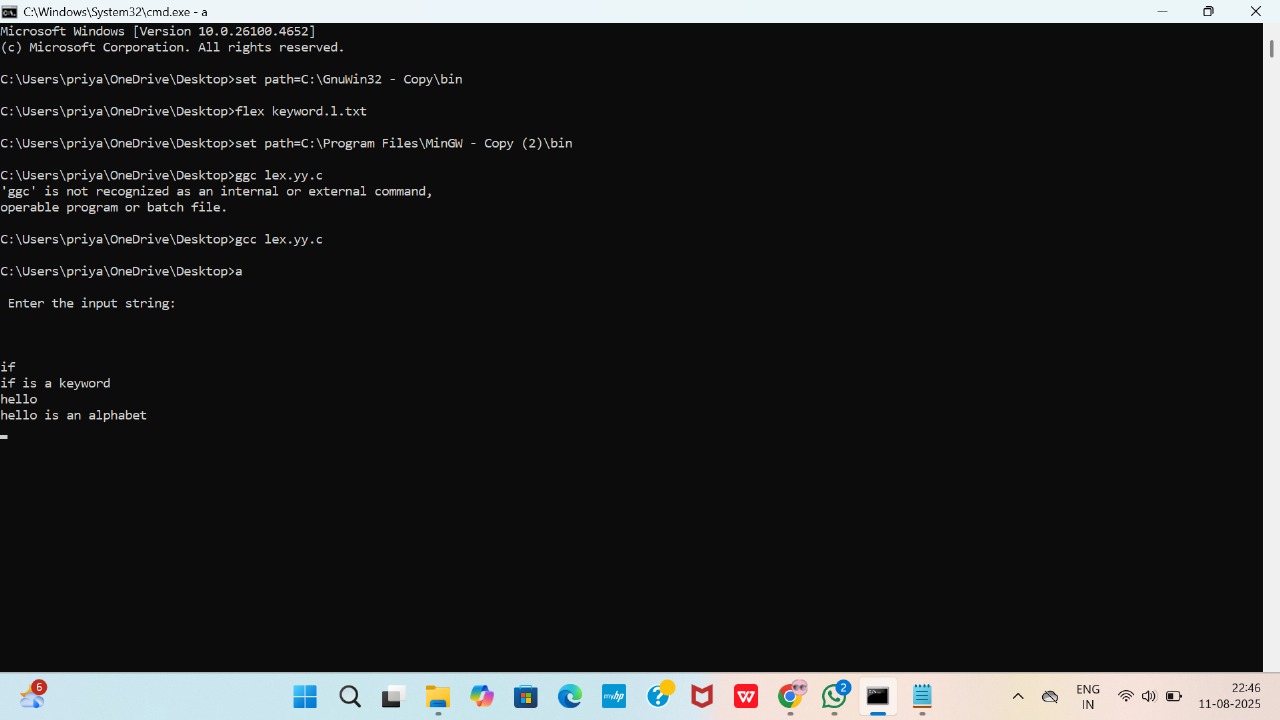 C:\Windows\System32\cmd.exe - a
Microsoft Windows [Version 10.0.26100.4652]
(c) Microsoft Corporation. All rights reserved.
C:\Users\priya\OneDrive\Desktop>set path=C:\GnuWin32 - Copy\bin
C:\Users\priya\OneDrive\Desktop>flex keyword.l.txt
C:\Users\priya\OneDrive\Desktop>set path=C:\Program Files\MinGW - Copy (2)\bin
C:\Users\priya\OneDrive\Desktop>ggc lex.yy.c
'ggc' is not recognized as an internal or external command,
operable program or batch file.
C:\Users\priya\OneDrive\Desktop>gcc lex.yy.c
C:\Users\priya\OneDrive\Desktop>a
Enter the input string:
if
if is a keyword
hello
hello is an alphabet
6
myhp
2
ENG
IN
22:46
11-08-2025